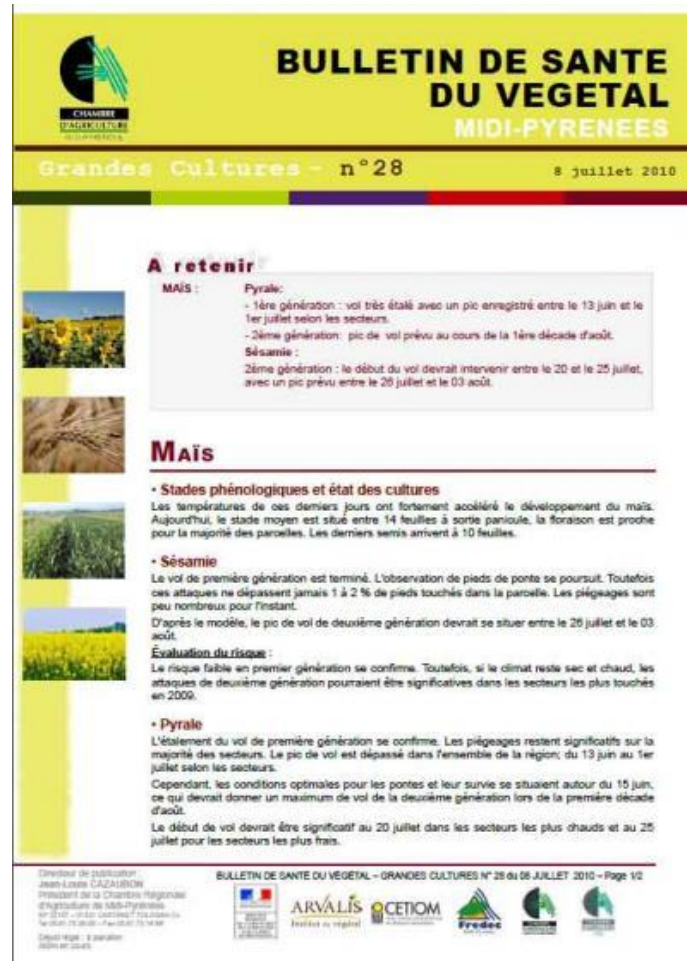 BULLETIN DE SANTE
DU VEGETAL
MIDI-PYRENEES
CHAMBRE
D'AGRICULTURE
Grandes Cultures - n°28
8 juillet 2010
A retenir
MAÏS :
Pyrale:
- 1ère génération : vol très étalé avec un pic enregistré entre le 13 juin et le
1er juillet selon les secteurs.
- 2ème génération: pic de vol prévu au cours de la 1ère décade d'août.
Sésamie :
2ème génération : le début du vol devrait intervenir entre le 20 et le 25 juillet,
avec un pic prévu entre le 26 juillet et le 03 août.
MAÏS
• Stades phénologiques et état des cultures
Les températures de ces derniers jours ont fortement accéléré le développement du maïs.
Aujourd'hui, le stade moyen est situé entre 14 feuilles à sortie panicule, la floraison est proche
pour la majorité des parcelles. Les derniers semis arrivent à 10 feuilles.
• Sésamie
Le vol de première génération est terminé. L'observation de pieds de ponte se poursuit. Toutefois
ces attaques ne dépassent jamais 1 à 2 % de pieds touchés dans la parcelle. Les piégeages sont
peu nombreux pour l'instant.
D'après le modèle, le pic de vol de deuxième génération devrait se situer entre le 26 juillet et le 03
août.
Évaluation du risque :
Le risque faible en premier génération se confirme. Toutefois, si le climat reste sec et chaud, les
attaques de deuxième génération pourraient être significatives dans les secteurs les plus touchés
en 2009.
• Pyrale
L'étalement du vol de première génération se confirme. Les piégeages restent significatifs sur la
majorité des secteurs. Le pic de vol est dépassé dans l'ensemble de la région; du 13 juin au 1er
juillet selon les secteurs.
Cependant, les conditions optimales pour les pontes et leur survie se situaient autour du 15 juin,
ce qui devrait donner un maximum de vol de la deuxième génération lors de la première décade
d'août.
Le début de vol devrait être significatif au 20 juillet dans les secteurs les plus chauds et au 25
juillet pour les secteurs les plus frais.
Directeur de publication :
Jean-Louis CAZAUBON
Président de la Chambre Régionale
d'Agriculture de Midi-Pyrénées
BULLETIN DE SANTE DU VEGETAL – GRANDES CULTURES N° 28 du 08 JUILLET 2010 – Page 1/2
ARVALIS
Institut du végétal
CETIOM
Fredec